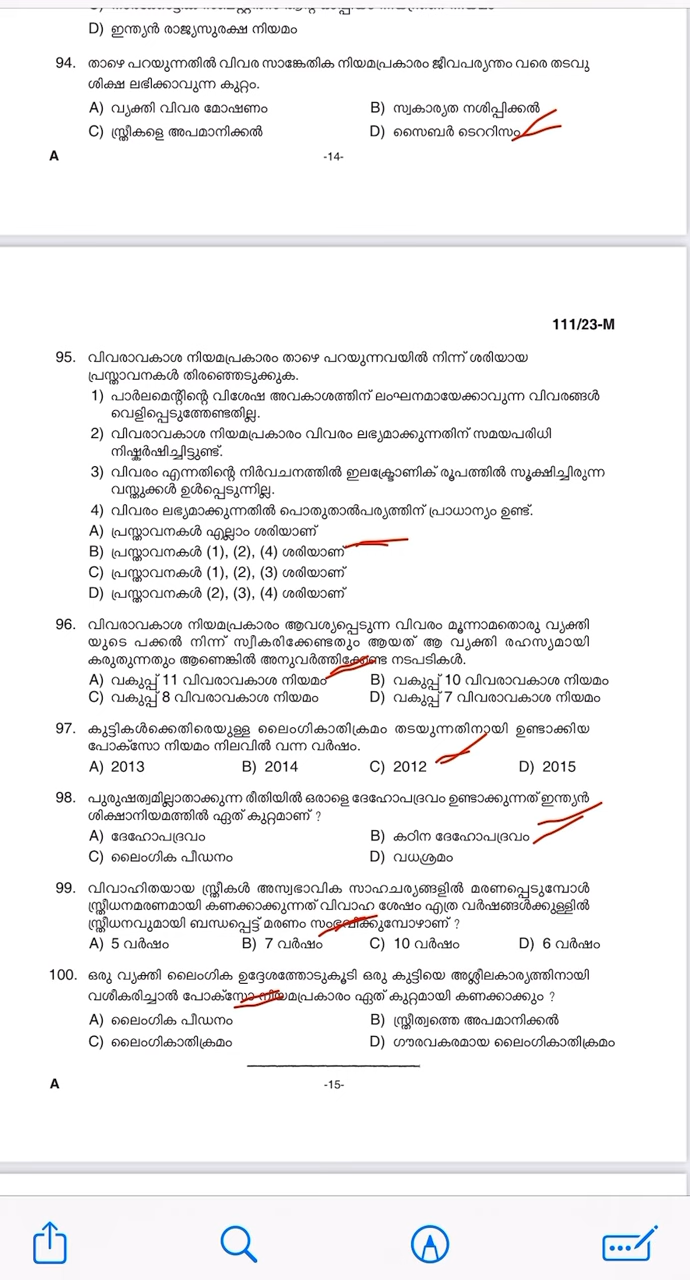 D) ഇന്ത്യൻ രാജ്യസുരക്ഷ നിയമം
94. താഴെ പറയുന്നതിൽ വിവര സാങ്കേതിക നിയമപ്രകാരം ജീവപര്യന്തം വരെ തടവു
ശിക്ഷ ലഭിക്കാവുന്ന കുറ്റം.
A) വ്യക്തി വിവര മോഷണം B) സ്വകാര്യത നശിപ്പിക്കൽ
C) സ്ത്രീകളെ അപമാനിക്കൽ D) സൈബർ ടെററിസം
A -14-
111/23-M
95. വിവരാവകാശ നിയമപ്രകാരം താഴെ പറയുന്നവയിൽ നിന്ന് ശരിയായ
പ്രസ്താവനകൾ തിരഞ്ഞെടുക്കുക.
1) പാർലമെന്റിന്റെ വിശേഷ അവകാശത്തിന് ലംഘനമായേക്കാവുന്ന വിവരങ്ങൾ
വെളിപ്പെടുത്തേണ്ടതില്ല.
2) വിവരാവകാശ നിയമപ്രകാരം വിവരം ലഭ്യമാക്കുന്നതിന് സമയപരിധി
നിഷ്കർഷിച്ചിട്ടുണ്ട്.
3) വിവരം എന്നതിന്റെ നിർവചനത്തിൽ ഇലക്ട്രോണിക് രൂപത്തിൽ സൂക്ഷിച്ചിരുന്ന
വസ്തുക്കൾ ഉൾപ്പെടുന്നില്ല.
4) വിവരം ലഭ്യമാക്കുന്നതിൽ പൊതുതാൽപര്യത്തിന് പ്രാധാന്യം ഉണ്ട്.
A) പ്രസ്താവനകൾ എല്ലാം ശരിയാണ്
B) പ്രസ്താവനകൾ (1), (2), (4) ശരിയാണ്
C) പ്രസ്താവനകൾ (1), (2), (3) ശരിയാണ്
D) പ്രസ്താവനകൾ (2), (3), (4) ശരിയാണ്
96. വിവരാവകാശ നിയമപ്രകാരം ആവശ്യപ്പെടുന്ന വിവരം മൂന്നാമതൊരു വ്യക്തി
യുടെ പക്കൽ നിന്ന് സ്വീകരിക്കേണ്ടതും ആയത് ആ വ്യക്തി രഹസ്യമായി
കരുതുന്നതും ആണെങ്കിൽ അനുവർത്തിക്കേണ്ട നടപടികൾ.
A) വകുപ്പ് 11 വിവരാവകാശ നിയമം B) വകുപ്പ് 10 വിവരാവകാശ നിയമം
C) വകുപ്പ് 8 വിവരാവകാശ നിയമം D) വകുപ്പ് 7 വിവരാവകാശ നിയമം
97. കുട്ടികൾക്കെതിരെയുള്ള ലൈംഗികാതിക്രമം തടയുന്നതിനായി ഉണ്ടാക്കിയ
പോക്സോ നിയമം നിലവിൽ വന്ന വർഷം.
A) 2013 B) 2014 C) 2012 D) 2015
98. പുരുഷത്വമില്ലാതാക്കുന്ന രീതിയിൽ ഒരാളെ ദേഹോപദ്രവം ഉണ്ടാക്കുന്നത് ഇന്ത്യൻ
ശിക്ഷാനിയമത്തിൽ ഏത് കുറ്റമാണ് ?
A) ദേഹോപദ്രവം B) കഠിന ദേഹോപദ്രവം
C) ലൈംഗിക പീഡനം D) വധശ്രമം
99. വിവാഹിതയായ സ്ത്രീകൾ അസ്വഭാവിക സാഹചര്യങ്ങളിൽ മരണപ്പെടുമ്പോൾ
സ്ത്രീധനമരണമായി കണക്കാക്കുന്നത് വിവാഹ ശേഷം എത്ര വർഷങ്ങൾക്കുള്ളിൽ
സ്ത്രീധനവുമായി ബന്ധപ്പെട്ട് മരണം സംഭവിക്കുമ്പോഴാണ് ?
A) 5 വർഷം B) 7 വർഷം C) 10 വർഷം D) 6 വർഷം
100. ഒരു വ്യക്തി ലൈംഗിക ഉദ്ദേശത്തോടുകൂടി ഒരു കുട്ടിയെ അശ്ലീലകാര്യത്തിനായി
വശീകരിച്ചാൽ പോക്സോ നിയമപ്രകാരം ഏത് കുറ്റമായി കണക്കാക്കും ?
A) ലൈംഗിക പീഡനം B) സ്ത്രീത്വത്തെ അപമാനിക്കൽ
C) ലൈംഗികാതിക്രമം D) ഗൗരവകരമായ ലൈംഗികാതിക്രമം
A -15-